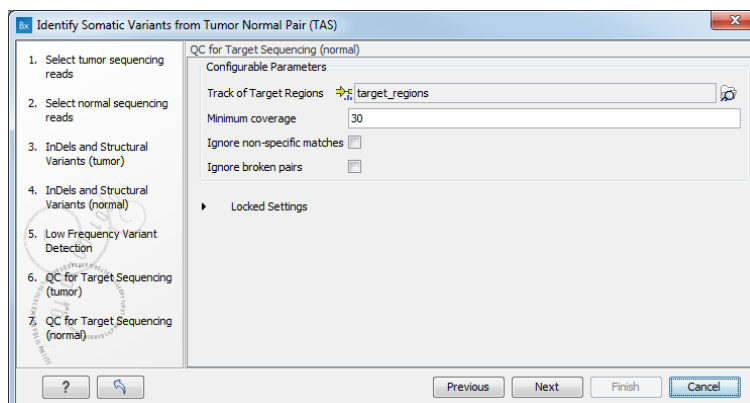 Bx Identify Somatic Variants from Tumor Normal Pair (TAS)
X
1. Select tumor sequencing
reads
2. Select normal sequencing
reads
3. InDels and Structural
Variants (tumor)
4. InDels and Structural
Variants (normal)
5. Low Frequency Variant
Detection
6. QC for Target Sequencing
(tumor)
7. QC for Target Sequencing
(normal)
QC for Target Sequencing (normal)
Configurable Parameters
Track of Target Regions target_regions
Minimum coverage 30
Ignore non-specific matches
Ignore broken pairs
Locked Settings
? Previous Next Finish Cancel